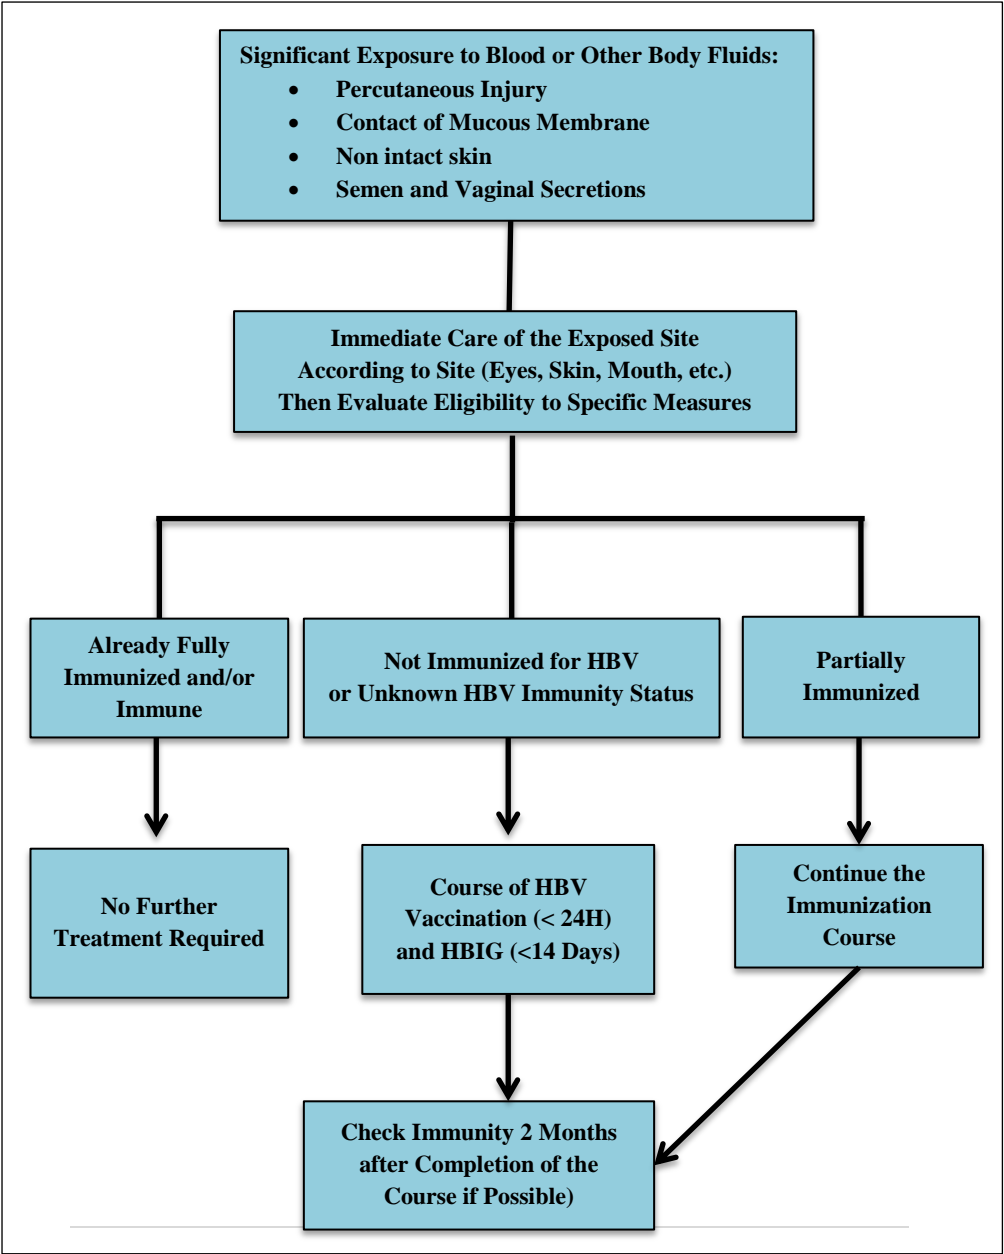 Significant Exposure to Blood or Other Body Fluids:
• Percutaneous Injury
• Contact of Mucous Membrane
• Non intact skin
• Semen and Vaginal Secretions
Immediate Care of the Exposed Site
According to Site (Eyes, Skin, Mouth, etc.)
Then Evaluate Eligibility to Specific Measures
Already Fully
Immunized and/or
Immune
Not Immunized for HBV
or Unknown HBV Immunity Status
Partially
Immunized
No Further
Treatment Required
Course of HBV
Vaccination (< 24H)
and HBIG (<14 Days)
Continue the
Immunization
Course
Check Immunity 2 Months
after Completion of the
Course if Possible)